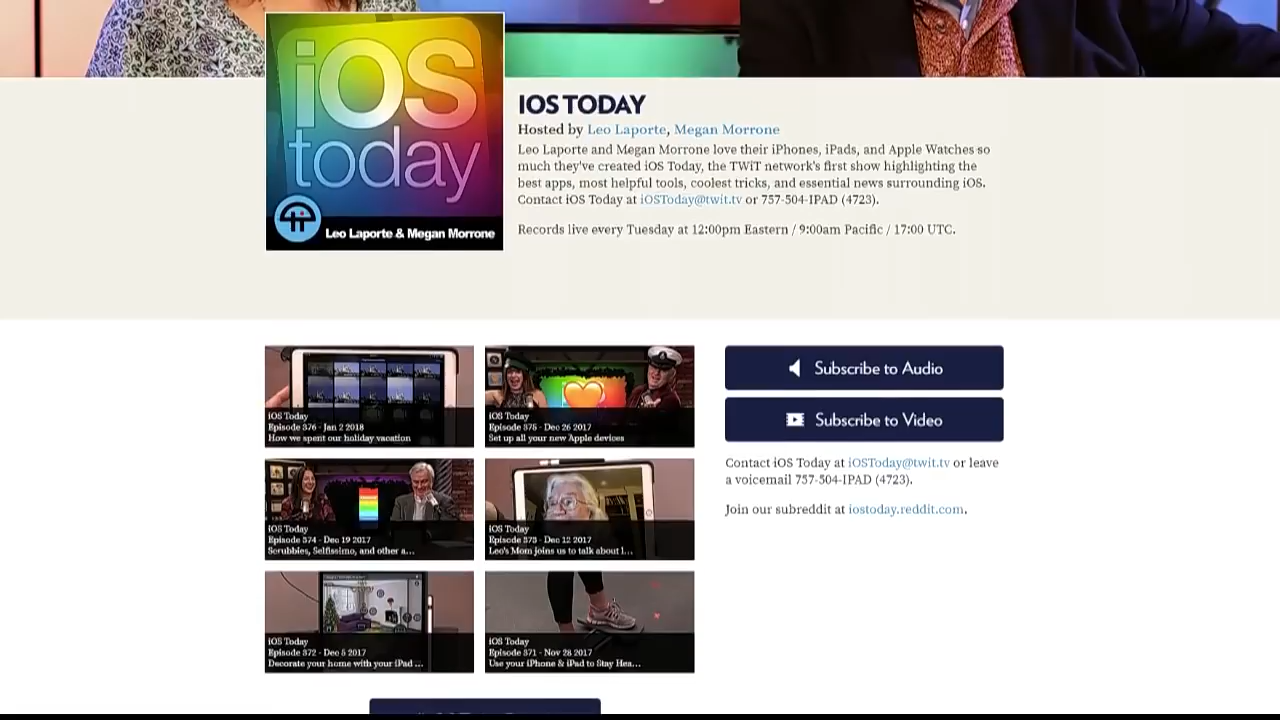 iOS
today
Leo Laporte & Megan Morrone
IOS TODAY
Hosted by Leo Laporte, Megan Morrone
Leo Laporte and Megan Morrone love their iPhones, iPads, and Apple Watches so
much they've created iOS Today, the TWiT network's first show highlighting the
best apps, most helpful tools, coolest tricks, and essential news surrounding iOS.
Contact iOS Today at iOSToday@twit.tv or 757-504-IPAD (4723).
Records live every Tuesday at 12:00pm Eastern / 9:00am Pacific / 17:00 UTC.
iOS Today
Episode 376 - Jan 2 2018
How we spent our holiday vacation
iOS Today
Episode 375 - Dec 26 2017
Set up all your new Apple devices
Subscribe to Audio
Subscribe to Video
Contact iOS Today at iOSToday@twit.tv or leave
a voicemail 757-504-IPAD (4723).
Join our subreddit at iostoday.reddit.com.
iOS Today
Episode 374 - Dec 19 2017
Scrubbies, Selfissimo, and other a...
iOS Today
Episode 373 - Dec 12 2017
Leo's Mom joins us to talk about l...
iOS Today
Episode 372 - Dec 5 2017
Decorate your home with your iPad ...
iOS Today
Episode 371 - Nov 28 2017
Use your iPhone & iPad to Stay Hea...